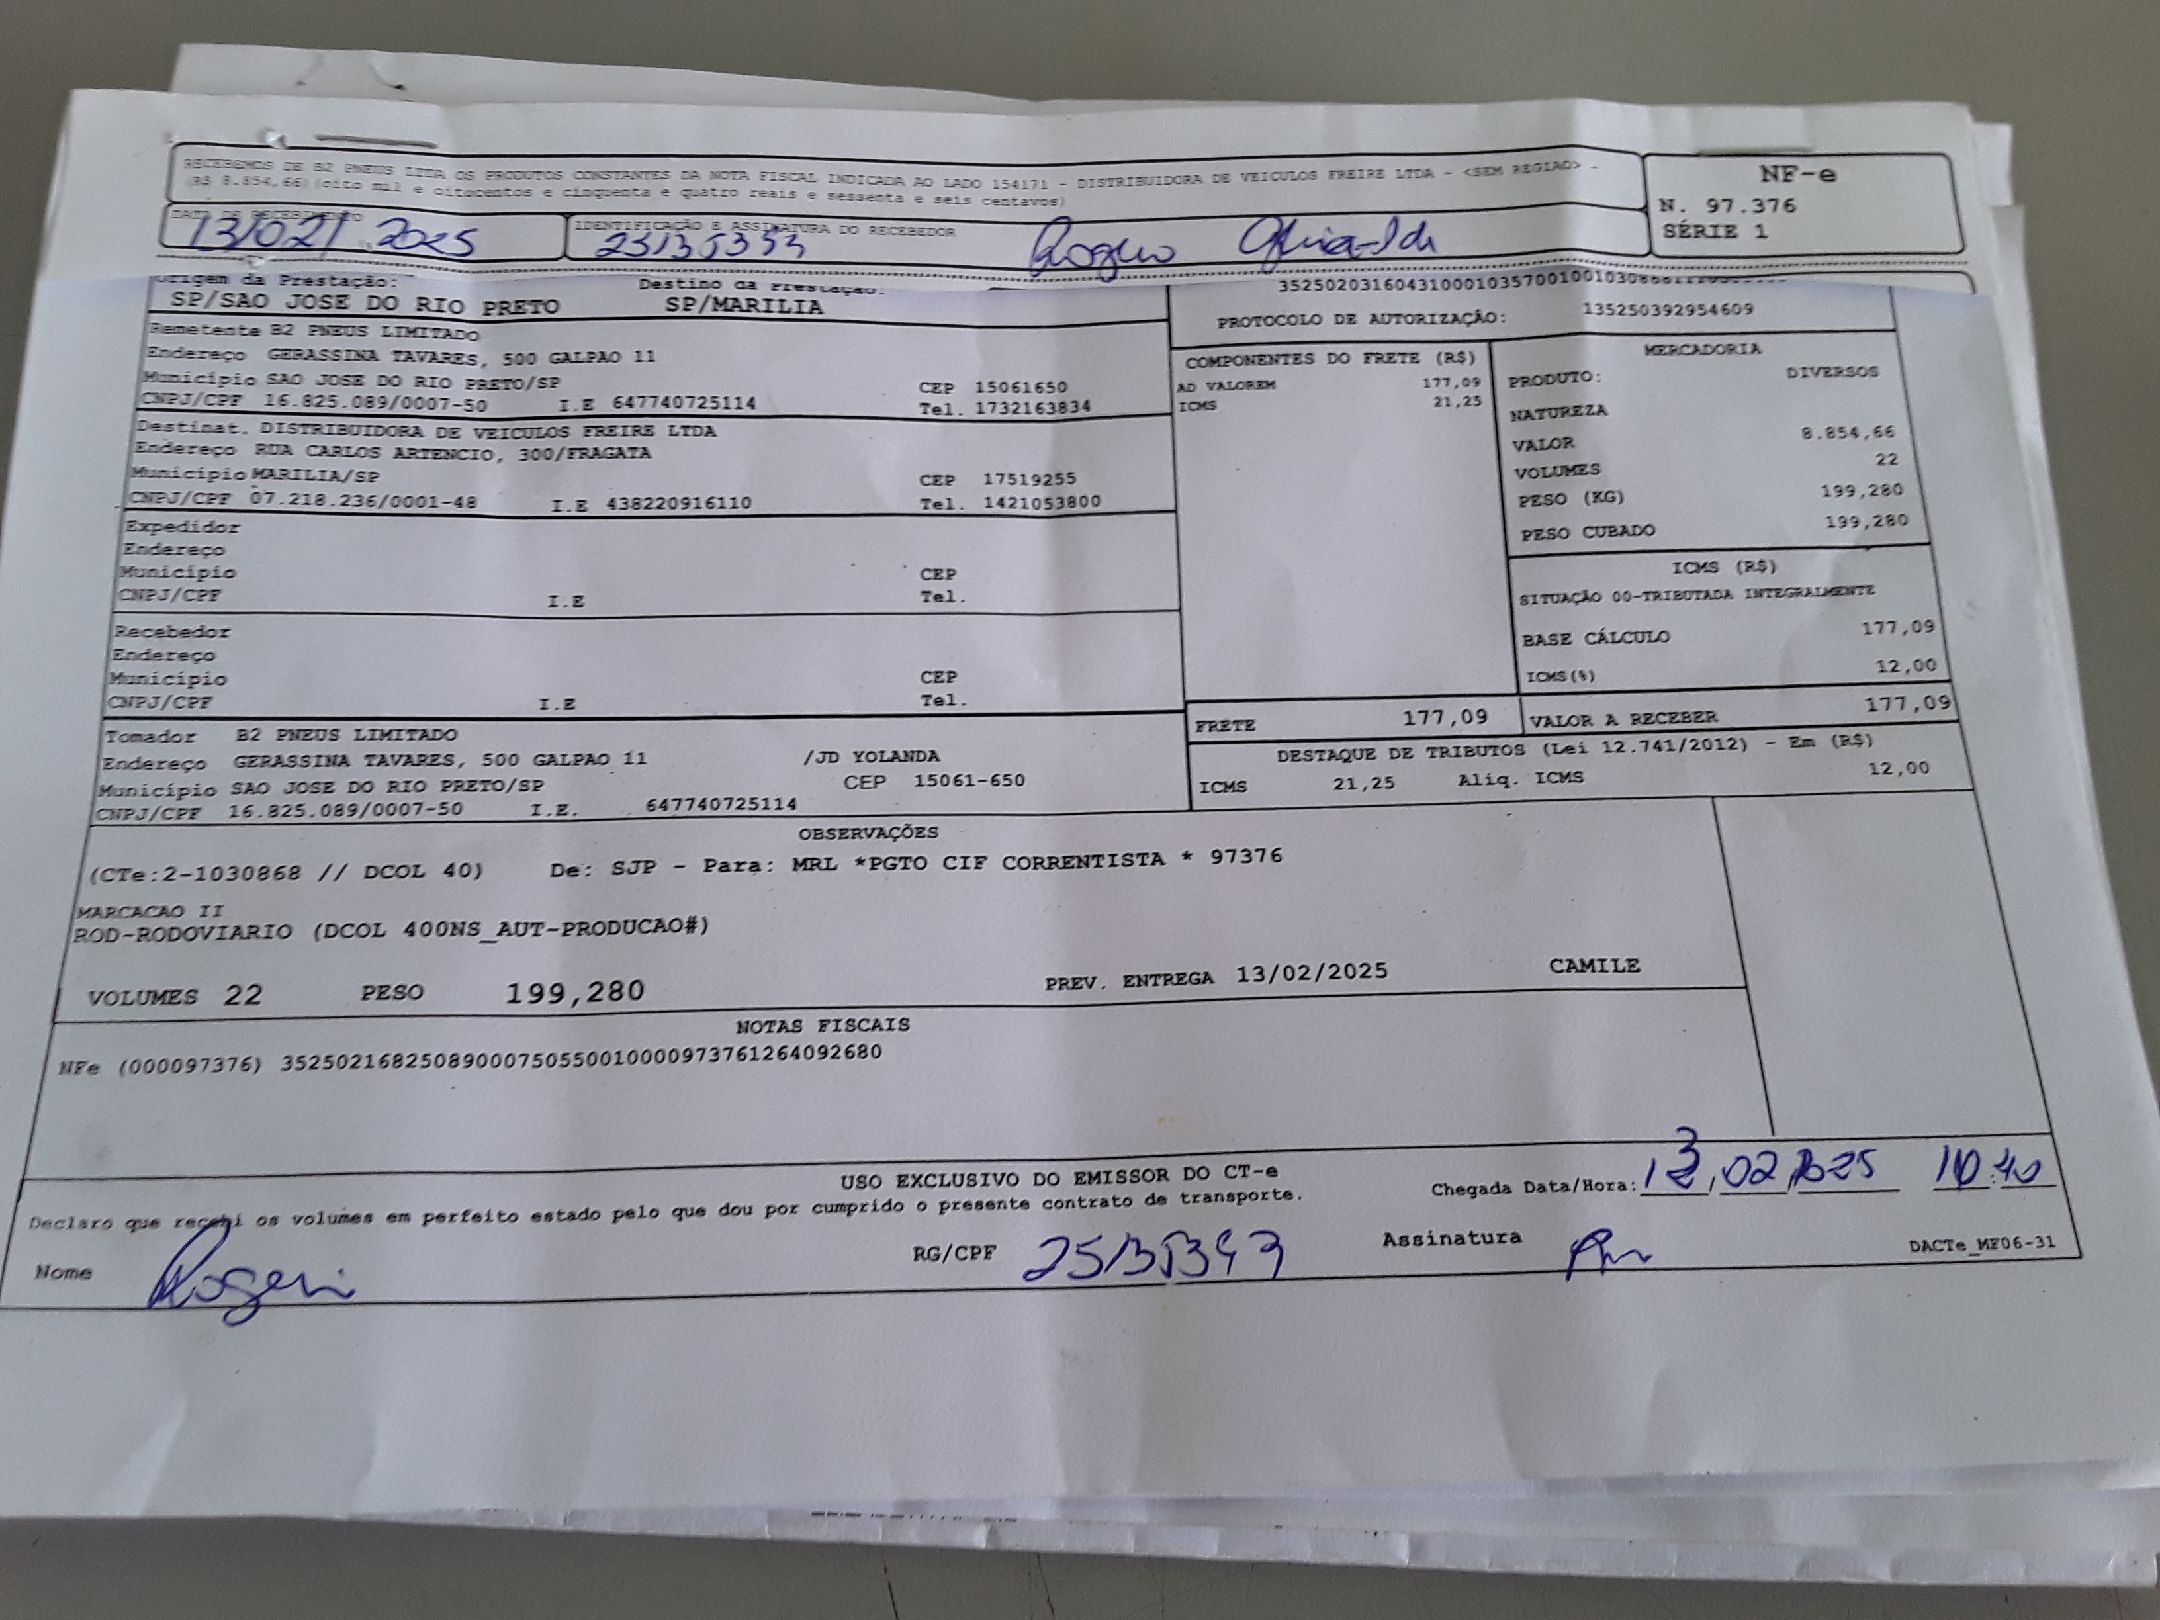 RECEBEMOS DE B2 PNEUS LTDA OS PRODUTOS CONSTANTES DA NOTA FISCAL INDICADA AO LADO 154171 - DISTRIBUIDORA DE VEICULOS FREIRE LTDA - <SEM REGIAO> -
(R$ 8.854,66)(oito mil e oitocentos e cinquenta e quatro reais e sessenta e seis centavos)
NF-e
N. 97.376
SÉRIE 1
DATA DE RECEBIMENTO
13/02/2025
IDENTIFICAÇÃO E ASSINATURA DO RECEBEDOR
Origem da Prestação:
SP/SAO JOSE DO RIO PRETO
Destino da Prestação:
SP/MARILIA
PROTOCOLO DE AUTORIZAÇÃO: 135250392954609
Remetente B2 PNEUS LIMITADO
Endereço GERASSINA TAVARES, 500 GALPAO 11
Município SAO JOSE DO RIO PRETO/SP CEP 15061650
CNPJ/CPF 16.825.089/0007-50 I.E 647740725114 Tel. 1732163834
Destinat. DISTRIBUIDORA DE VEICULOS FREIRE LTDA
Endereço RUA CARLOS ARTENCIO, 300/FRAGATA
Município MARILIA/SP CEP 17519255
CNPJ/CPF 07.218.236/0001-48 I.E 438220916110 Tel. 1421053800
Expedidor
Endereço
Município CEP
CNPJ/CPF I.E Tel.
Recebedor
Endereço
Município CEP
CNPJ/CPF I.E Tel.
Tomador B2 PNEUS LIMITADO
Endereço GERASSINA TAVARES, 500 GALPAO 11 /JD YOLANDA
Município SAO JOSE DO RIO PRETO/SP CEP 15061-650
CNPJ/CPF 16.825.089/0007-50 I.E. 647740725114
COMPONENTES DO FRETE (R$)
AD VALOREM 177,09
ICMS 21,25
MERCADORIA
PRODUTO: DIVERSOS
NATUREZA
VALOR 8.854,66
VOLUMES 22
PESO (KG) 199,280
PESO CUBADO 199,280
ICMS (R$)
SITUAÇÃO 00-TRIBUTADA INTEGRALMENTE
BASE CÁLCULO 177,09
ICMS(%) 12,00
FRETE 177,09 VALOR A RECEBER 177,09
DESTAQUE DE TRIBUTOS (Lei 12.741/2012) - Em (R$)
ICMS 21,25 Aliq. ICMS 12,00
OBSERVAÇÕES
(CTe:2-1030868 // DCOL 40) De: SJP - Para: MRL *PGTO CIF CORRENTISTA * 97376
MARCACAO II
ROD-RODOVIARIO (DCOL 400NS_AUT-PRODUCAO#)
VOLUMES 22 PESO 199,280 PREV. ENTREGA 13/02/2025 CAMILE
NOTAS FISCAIS
NFe (000097376) 35250216825089000750550010000973761264092680
USO EXCLUSIVO DO EMISSOR DO CT-e
Declaro que recebi os volumes em perfeito estado pelo que dou por cumprido o presente contrato de transporte.
Chegada Data/Hora: 13,02,2025 10:40
Nome RG/CPF Assinatura
DACTe_MF06-31